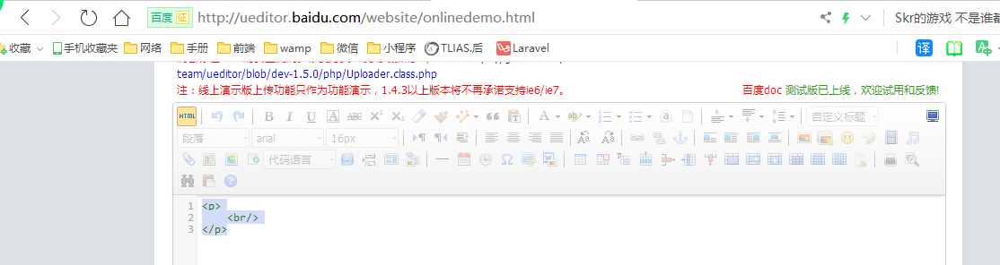 百度 证 http://ueditor.baidu.com/website/onlinedemo.html Skr的游戏 不是谁都
收藏 手机收藏夹 网络 手册 前端 wamp 微信 小程序 TLIAS.后 Laravel 译
team/ueditor/blob/dev-1.5.0/php/Uploader.class.php
注：线上演示版上传功能只作为功能演示，1.4.3以上版本将不再承诺支持ie6/ie7。 百度doc 测试版已上线，欢迎试用和反馈!
HTML B I U A ABC X² X₂ A ab a 自定义标题
段落 arial 16px
代码语言
1 <p>
2 <br/>
3 </p>